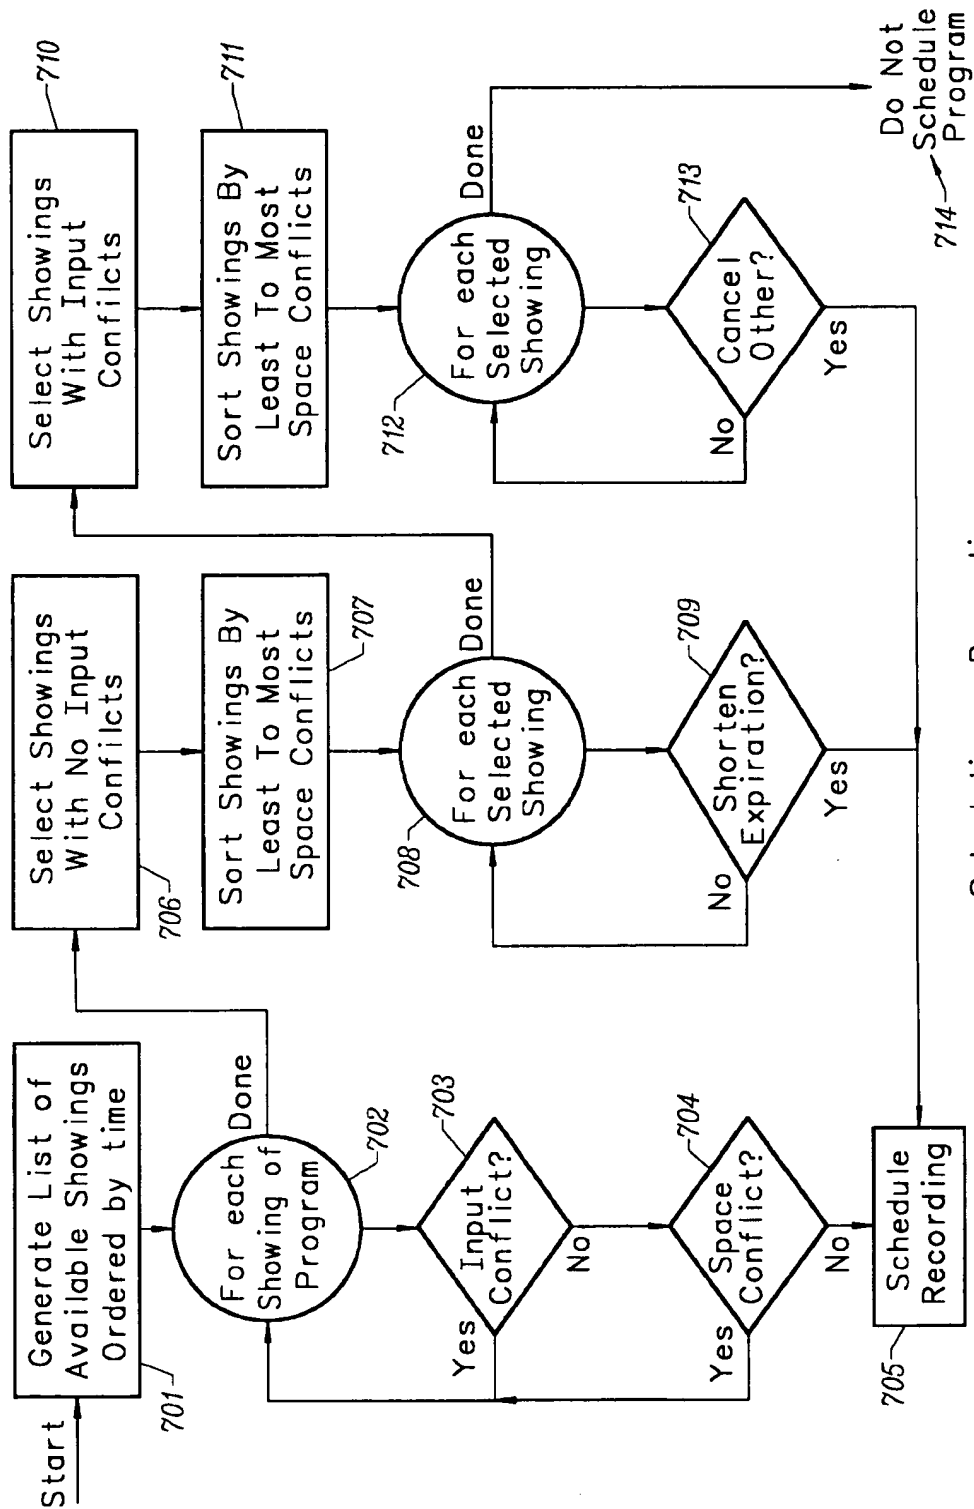 Start
Generate List of
Available Showings
Ordered by time
701
For each
Showing of
Program
702
Done
Input
Conflict?
703
Yes
No
Space
Conflict?
704
Yes
No
Schedule
Recording
705
Select Showings
With No Input
Confilcts
706
Sort Showings By
Least To Most
Space Conflicts
707
For each
Selected
Showing
708
Done
Shorten
Expiration?
709
No
Yes
Select Showings
With Input
Confilcts
710
Sort Showings By
Least To Most
Space Conflicts
711
For each
Selected
Showing
712
Done
Cancel
Other?
713
No
Yes
Do Not
Schedule
Program
714